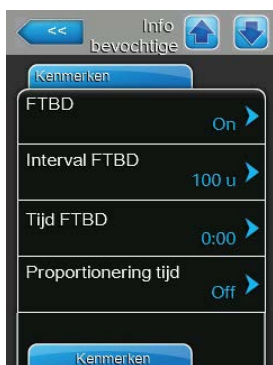 << Info
bevochtige
Kenmerken
FTBD
On
Interval FTBD
100 u
Tijd FTBD
0:00
Proportionering tijd
Off
Kenmerken